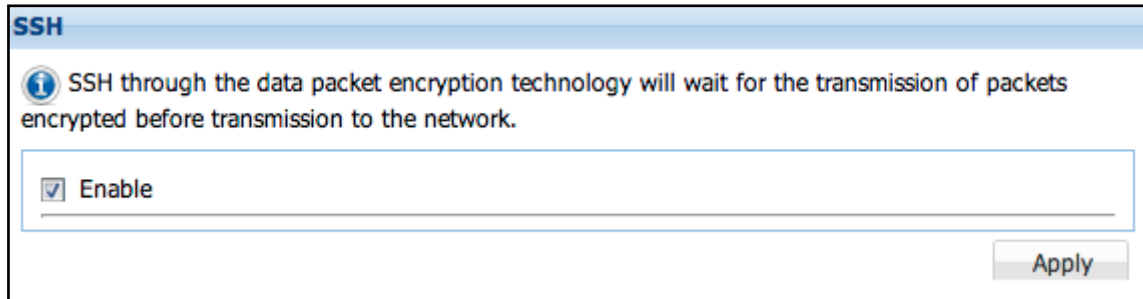 SSH
SSH through the data packet encryption technology will wait for the transmission of packets
encrypted before transmission to the network.
Enable
Apply